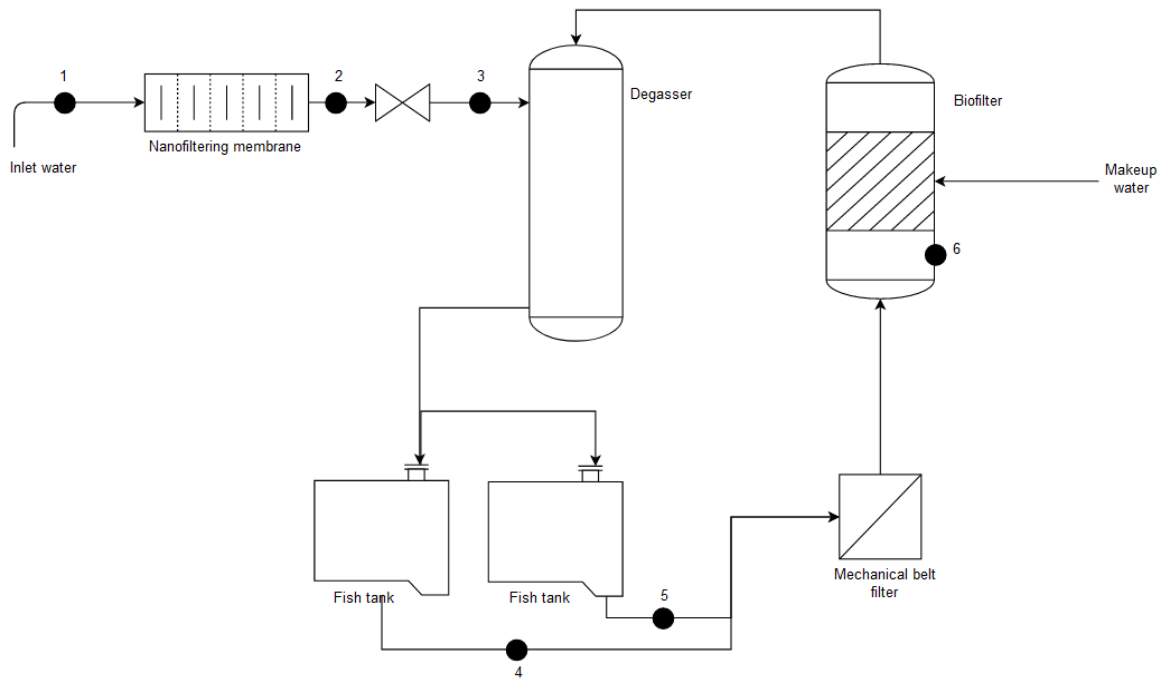 1
2
3
Degasser
Biofilter
Nanofiltering membrane
Inlet water
Makeup
water
6
Fish tank
Fish tank
5
4
Mechanical belt
filter